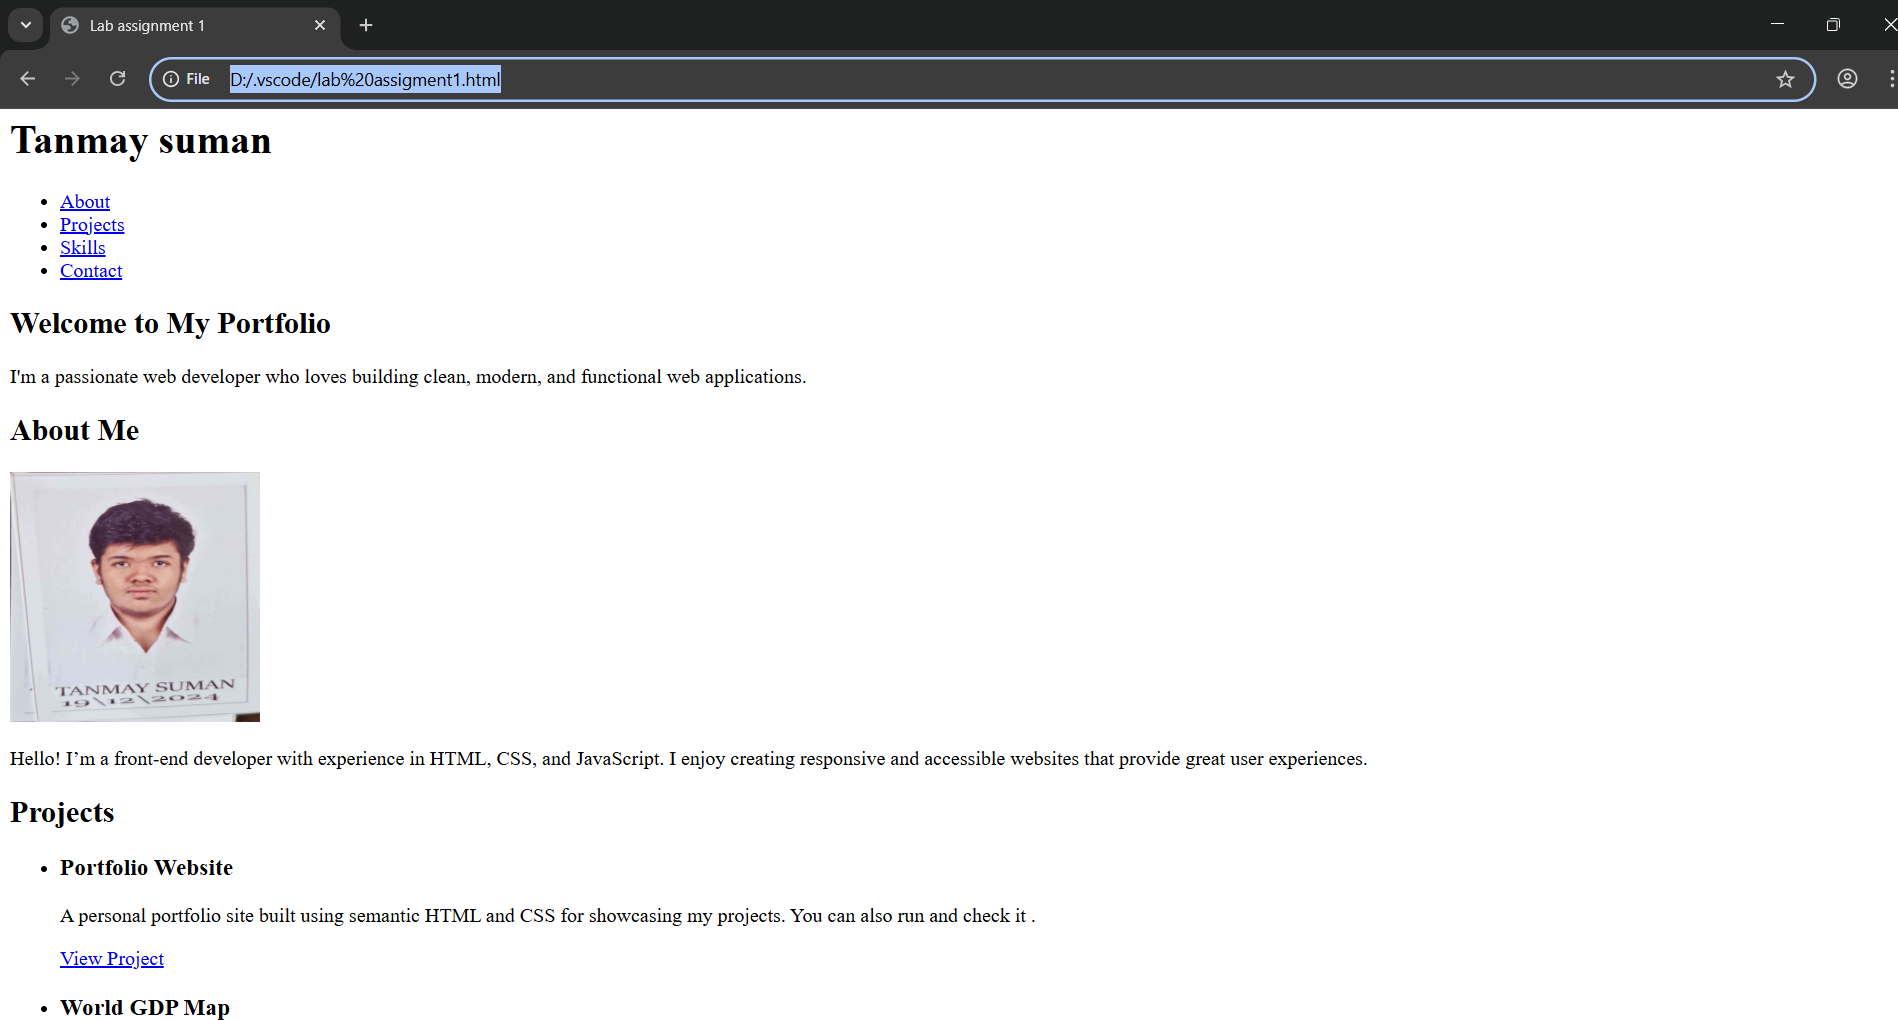 Lab assignment 1
File D:/.vscode/lab%20assigment1.html
Tanmay suman
About
Projects
Skills
Contact
Welcome to My Portfolio
I'm a passionate web developer who loves building clean, modern, and functional web applications.
About Me
TANMAY SUMAN
19\12\2024
Hello! I’m a front-end developer with experience in HTML, CSS, and JavaScript. I enjoy creating responsive and accessible websites that provide great user experiences.
Projects
Portfolio Website
A personal portfolio site built using semantic HTML and CSS for showcasing my projects. You can also run and check it .
View Project
World GDP Map